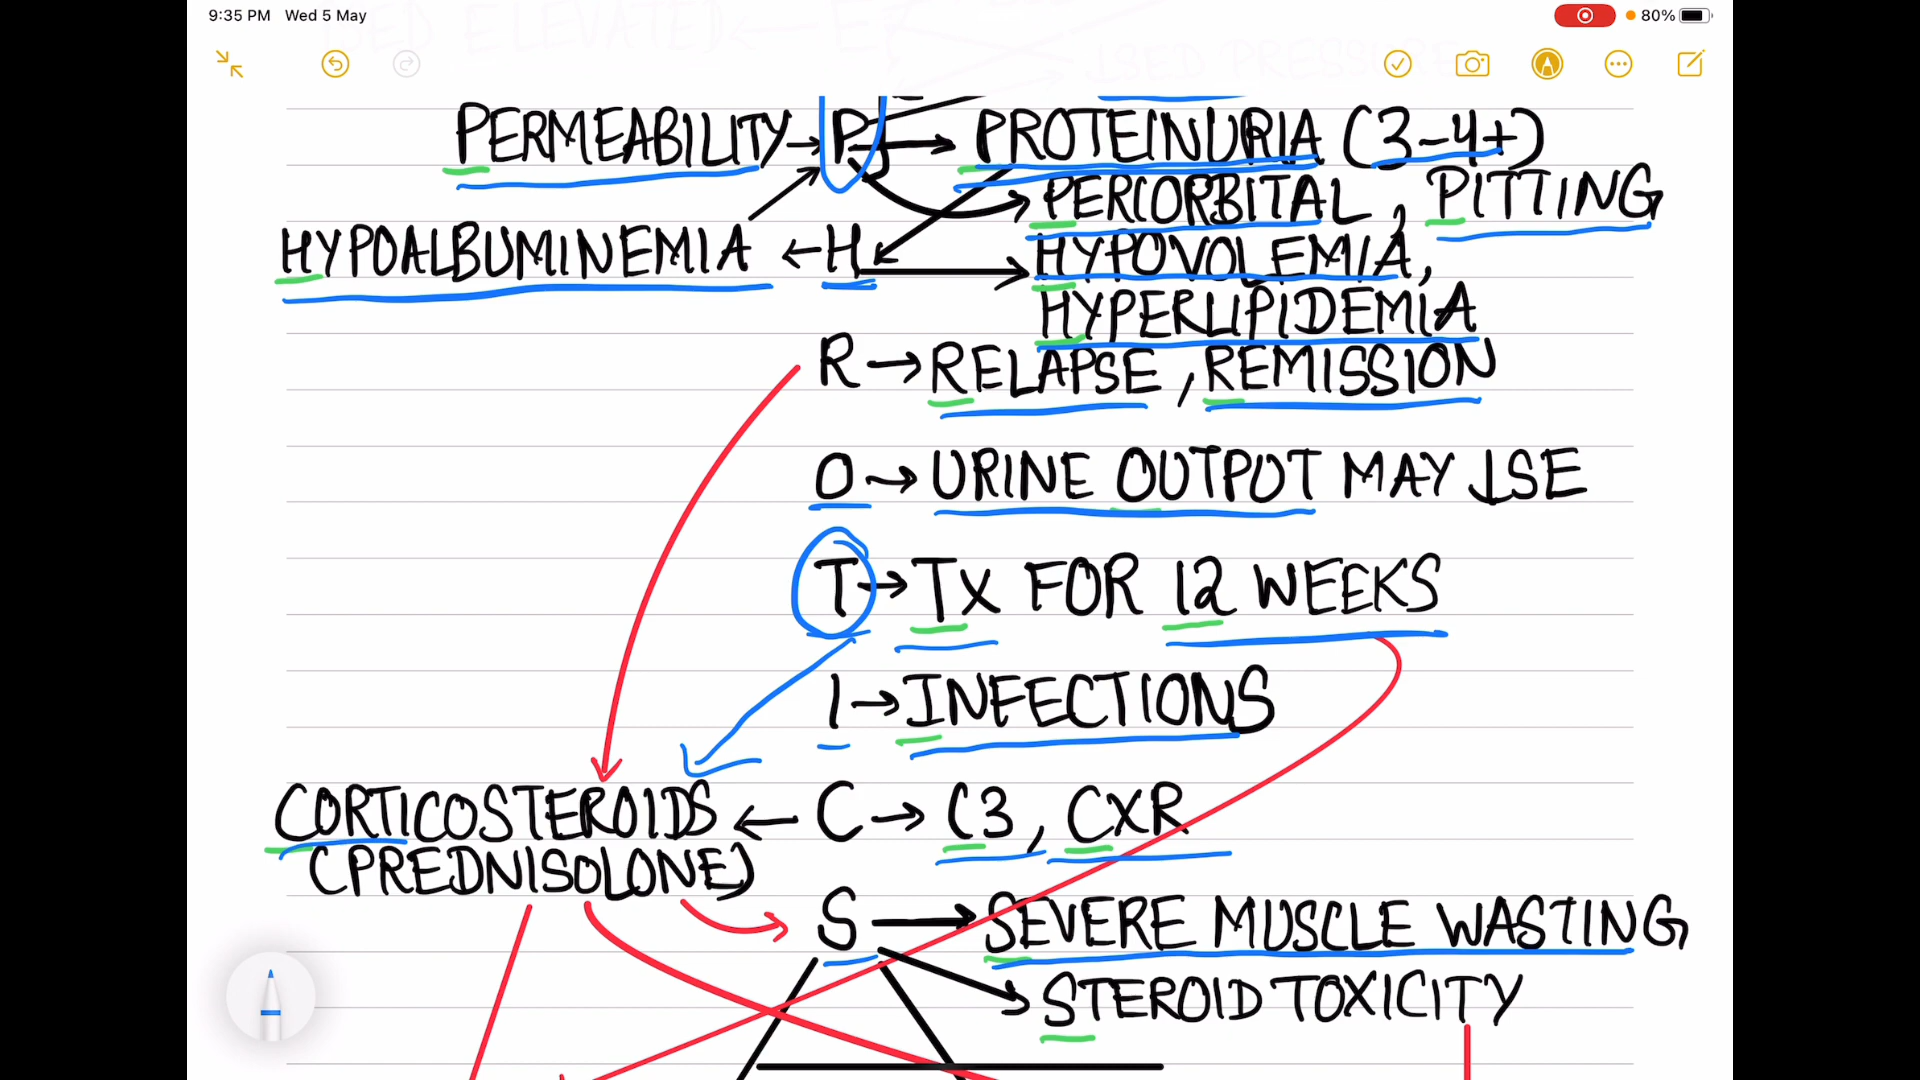 9:35 PM Wed 5 May 80%
PERMEABILITY → P → PROTEINURIA (3-4+)
PERIORBITAL, PITTING
HYPOALBUMINEMIA ← H → HYPOVOLEMIA,
HYPERLIPIDEMIA
R → RELAPSE, REMISSION
O → URINE OUTPUT MAY ↓SE
T → Tx FOR 12 WEEKS
I → INFECTIONS
CORTICOSTEROIDS ← C → C3, CXR
(PREDNISOLONE)
S → SEVERE MUSCLE WASTING
STEROID TOXICITY